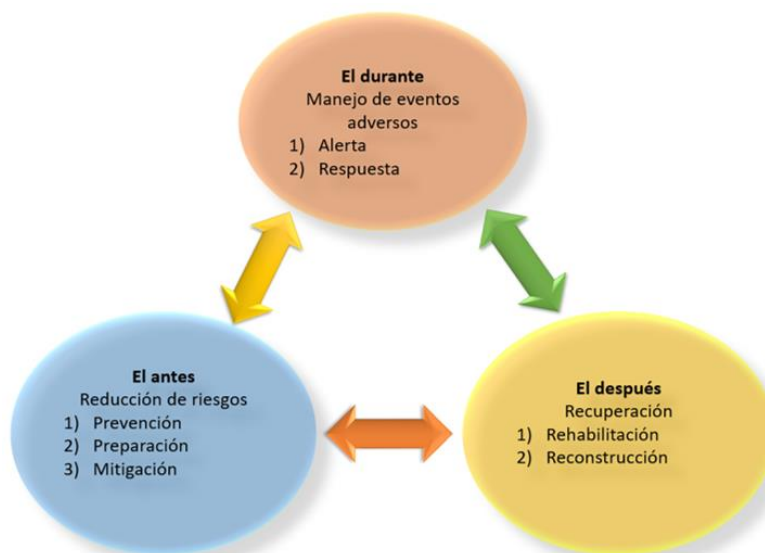 El durante
Manejo de eventos
adversos
1) Alerta
2) Respuesta
El antes
Reducción de riesgos
1) Prevención
2) Preparación
3) Mitigación
El después
Recuperación
1) Rehabilitación
2) Reconstrucción